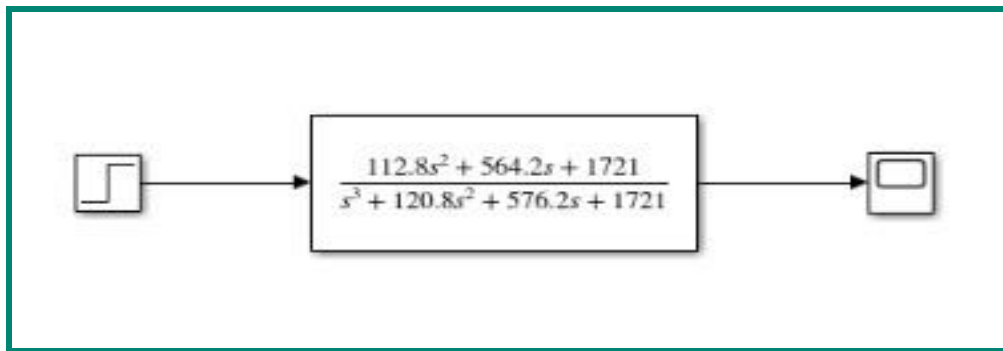 112.8s² + 564.2s + 1721
s³ + 120.8s² + 576.2s + 1721